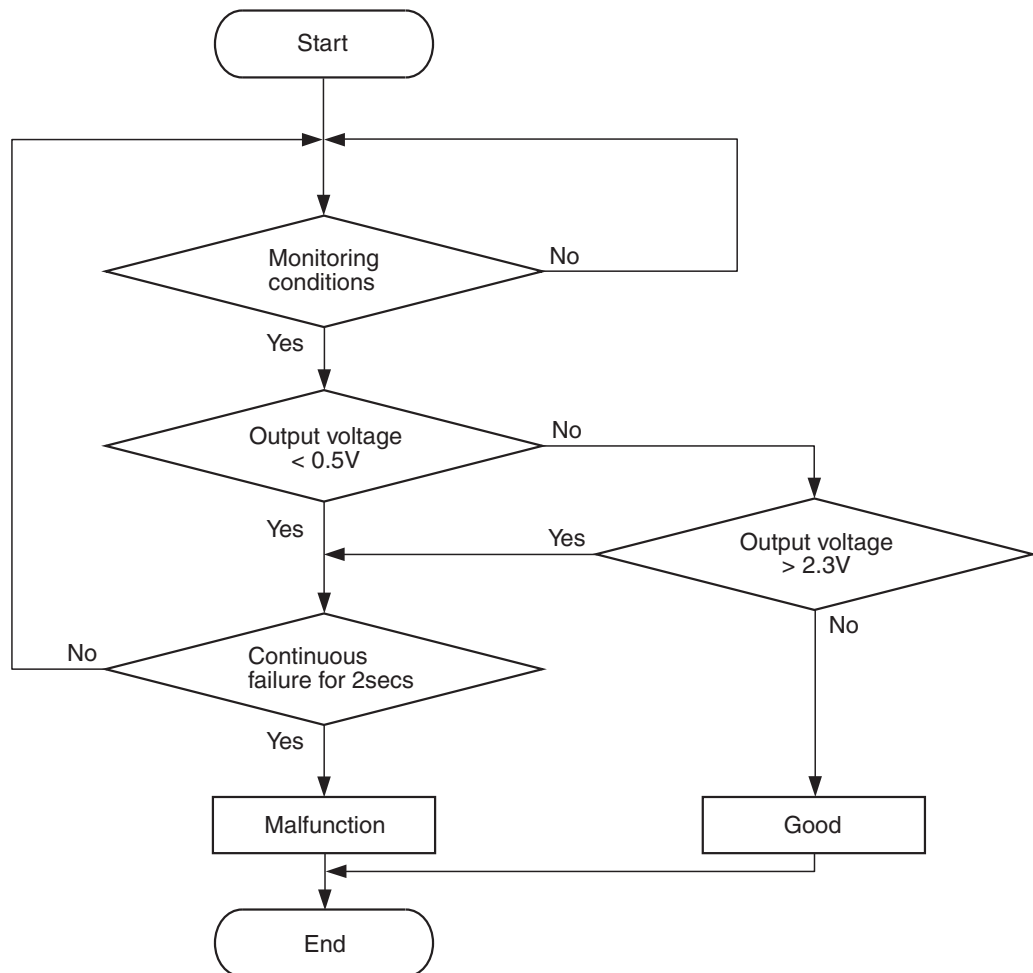 Start
Monitoring
conditions
No
Yes
Output voltage
< 0.5V
No
Yes
Yes
Output voltage
> 2.3V
No
No
Continuous
failure for 2secs
Yes
Malfunction
Good
End